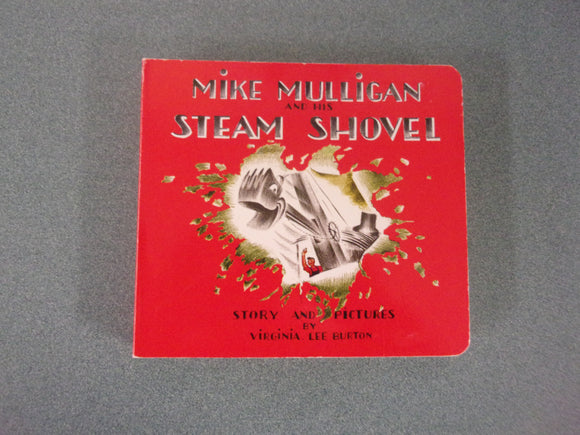 MiKE MULLiGAN
AND HiS
STEAM SHOVEL
STORY AND PICTURES
BY
ViRGiNiA LEE BURTON